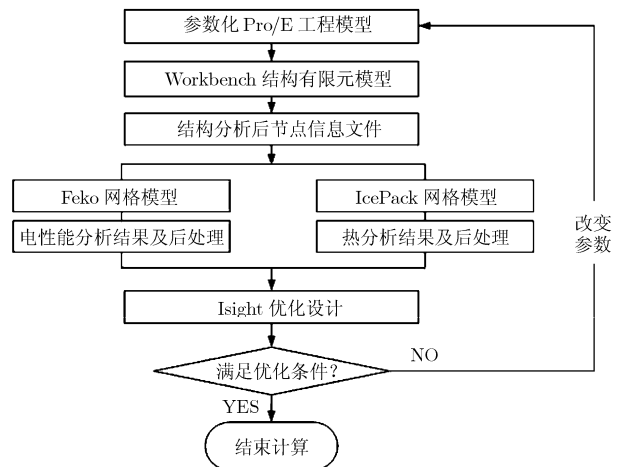 参数化 Pro/E 工程模型
Workbench 结构有限元模型
结构分析后节点信息文件
Feko 网格模型
IcePack 网格模型
电性能分析结果及后处理
热分析结果及后处理
改变
参数
Isight 优化设计
满足优化条件?
NO
YES
结束计算